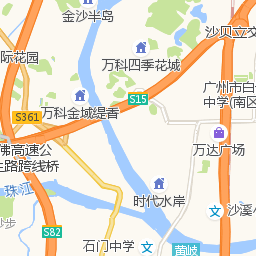 金沙半岛
沙贝立交
际花园
万科四季花城
广州市白
中学(南区
S15
万科金域缇香
S361
万达广场
佛高速公
路跨线桥
珠江
时代水岸
沙溪小
涉步
S82
石门中学
黄岐